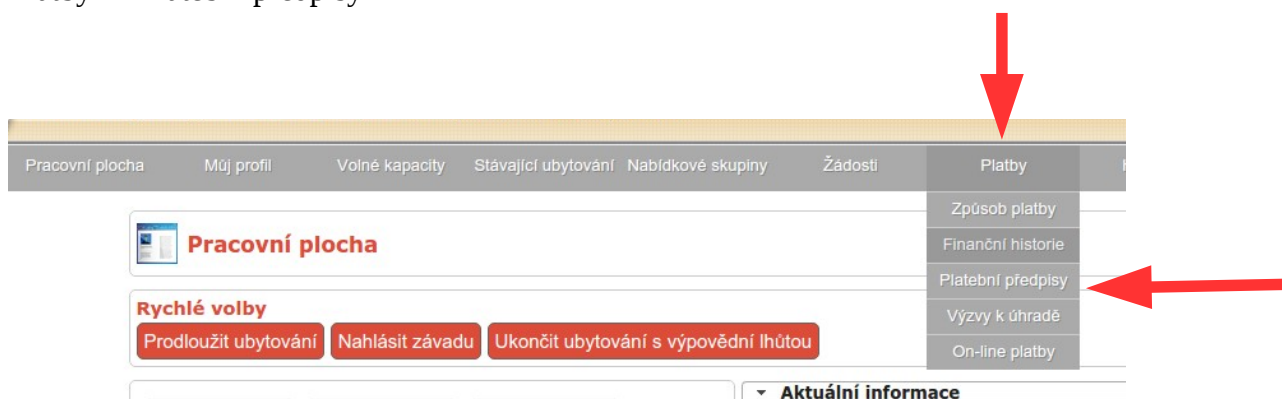 Pracovní plocha Můj profil Volné kapacity Stávající ubytování Nabídkové skupiny Žádosti Platby
Způsob platby
Finanční historie
Platební předpisy
Výzvy k úhradě
On-line platby
Pracovní plocha
Rychlé volby
Prodloužit ubytování Nahlásit závadu Ukončit ubytování s výpovědní lhůtou
Aktuální informace